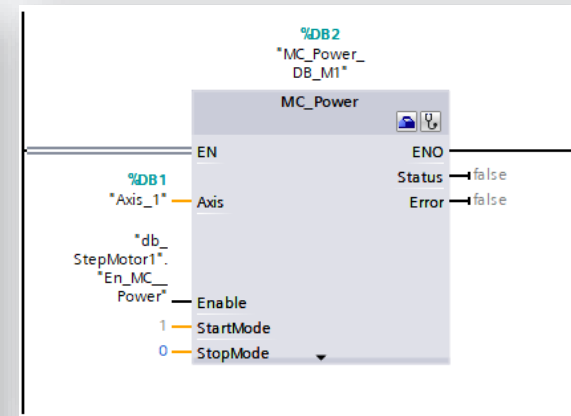 %DB2
"MC_Power_
DB_M1"
MC_Power
EN
ENO
Status
false
%DB1
"Axis_1"
Axis
Error
false
"db_
StepMotor1".
"En_MC__
Power"
Enable
1
StartMode
0
StopMode